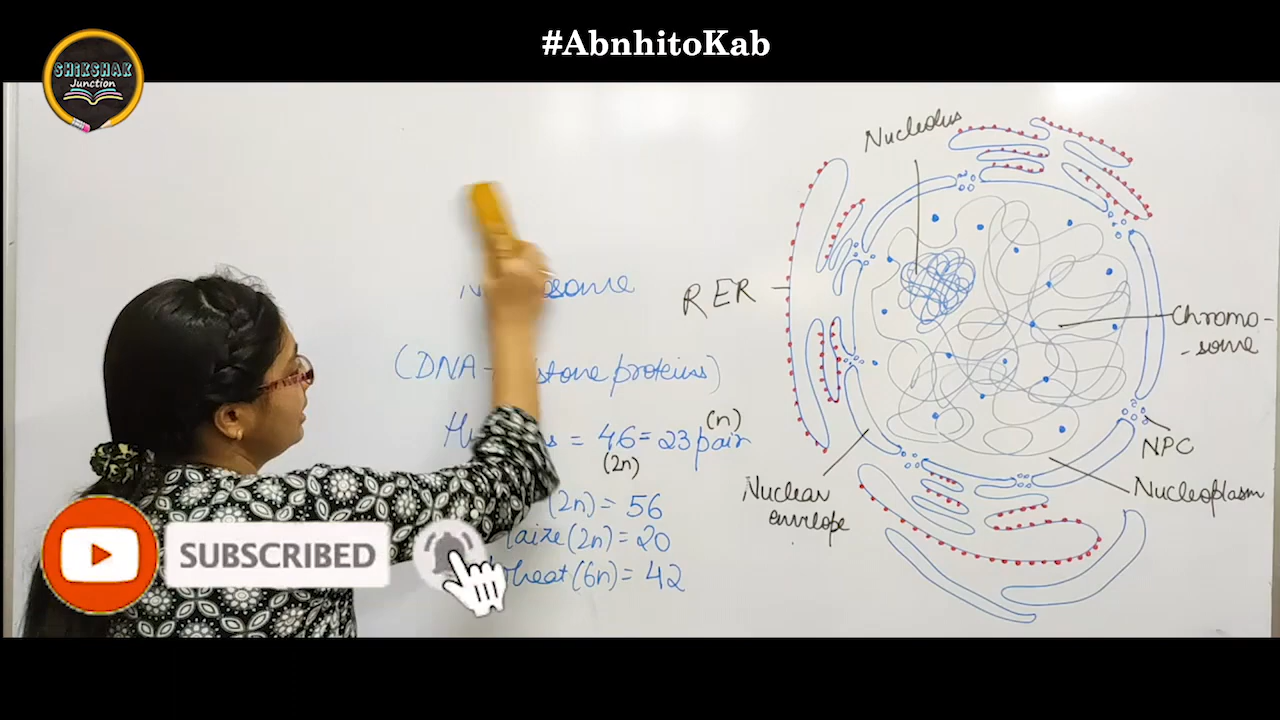 #AbnhitoKab
SHIKSHAK
Junction
Nucleolus
RER
Chromo-
-some
NPC
Nucleoplasm
Nuclear
envelope
(DNA -
proteins)
= 46 = 23 pair
(n)
(2n)
(2n) = 56
(2n) = 20
(6n) = 42
SUBSCRIBED